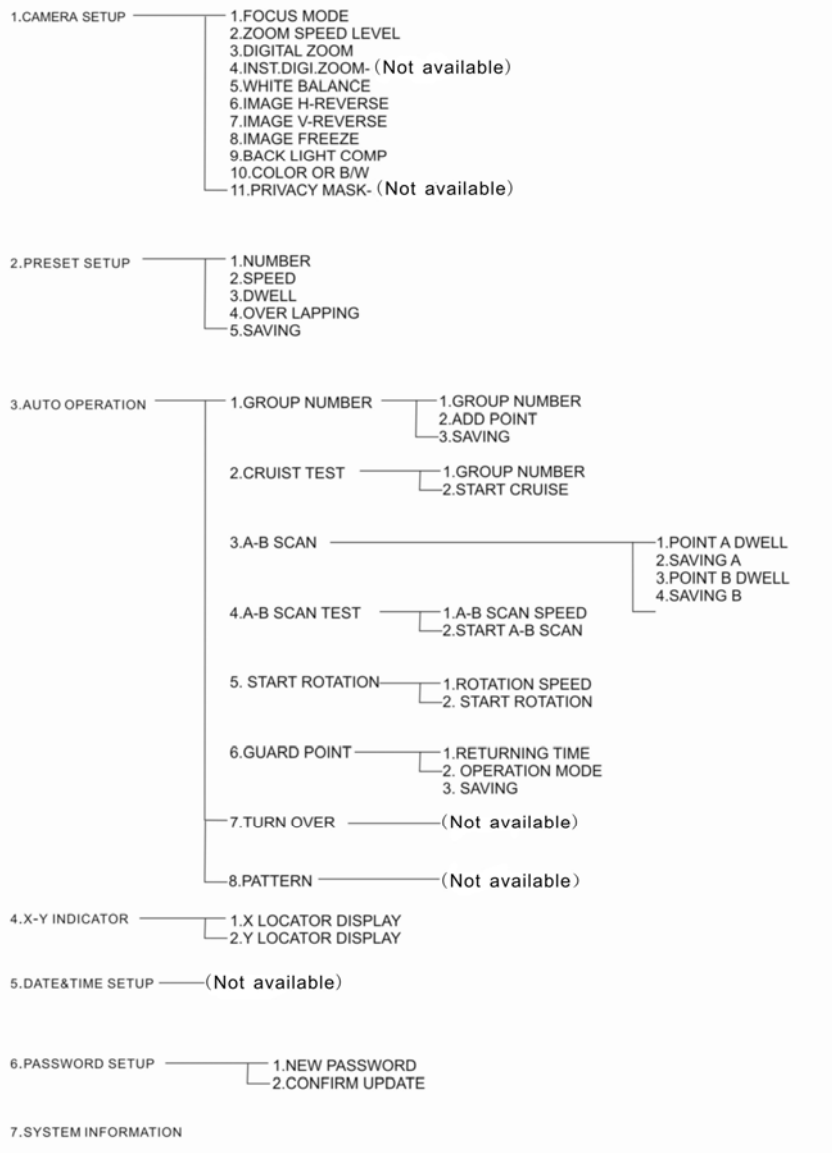 1.CAMERA SETUP
1.FOCUS MODE
2.ZOOM SPEED LEVEL
3.DIGITAL ZOOM
4.INST.DIGI.ZOOM- (Not available)
5.WHITE BALANCE
6.IMAGE H-REVERSE
7.IMAGE V-REVERSE
8.IMAGE FREEZE
9.BACK LIGHT COMP
10.COLOR OR B/W
11.PRIVACY MASK- (Not available)
2.PRESET SETUP
1.NUMBER
2.SPEED
3.DWELL
4.OVER LAPPING
5.SAVING
3.AUTO OPERATION
1.GROUP NUMBER
1.GROUP NUMBER
2.ADD POINT
3.SAVING
2.CRUIST TEST
1.GROUP NUMBER
2.START CRUISE
3.A-B SCAN
1.POINT A DWELL
2.SAVING A
3.POINT B DWELL
4.SAVING B
4.A-B SCAN TEST
1.A-B SCAN SPEED
2.START A-B SCAN
5. START ROTATION
1.ROTATION SPEED
2. START ROTATION
6.GUARD POINT
1.RETURNING TIME
2. OPERATION MODE
3. SAVING
7.TURN OVER
(Not available)
8.PATTERN
(Not available)
4.X-Y INDICATOR
1.X LOCATOR DISPLAY
2.Y LOCATOR DISPLAY
5.DATE&TIME SETUP
(Not available)
6.PASSWORD SETUP
1.NEW PASSWORD
2.CONFIRM UPDATE
7.SYSTEM INFORMATION